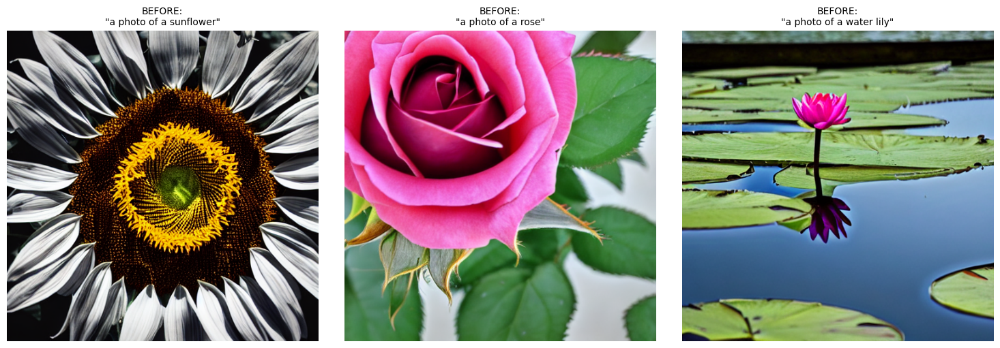 BEFORE:
"a photo of a sunflower"
BEFORE:
"a photo of a rose"
BEFORE:
"a photo of a water lily"